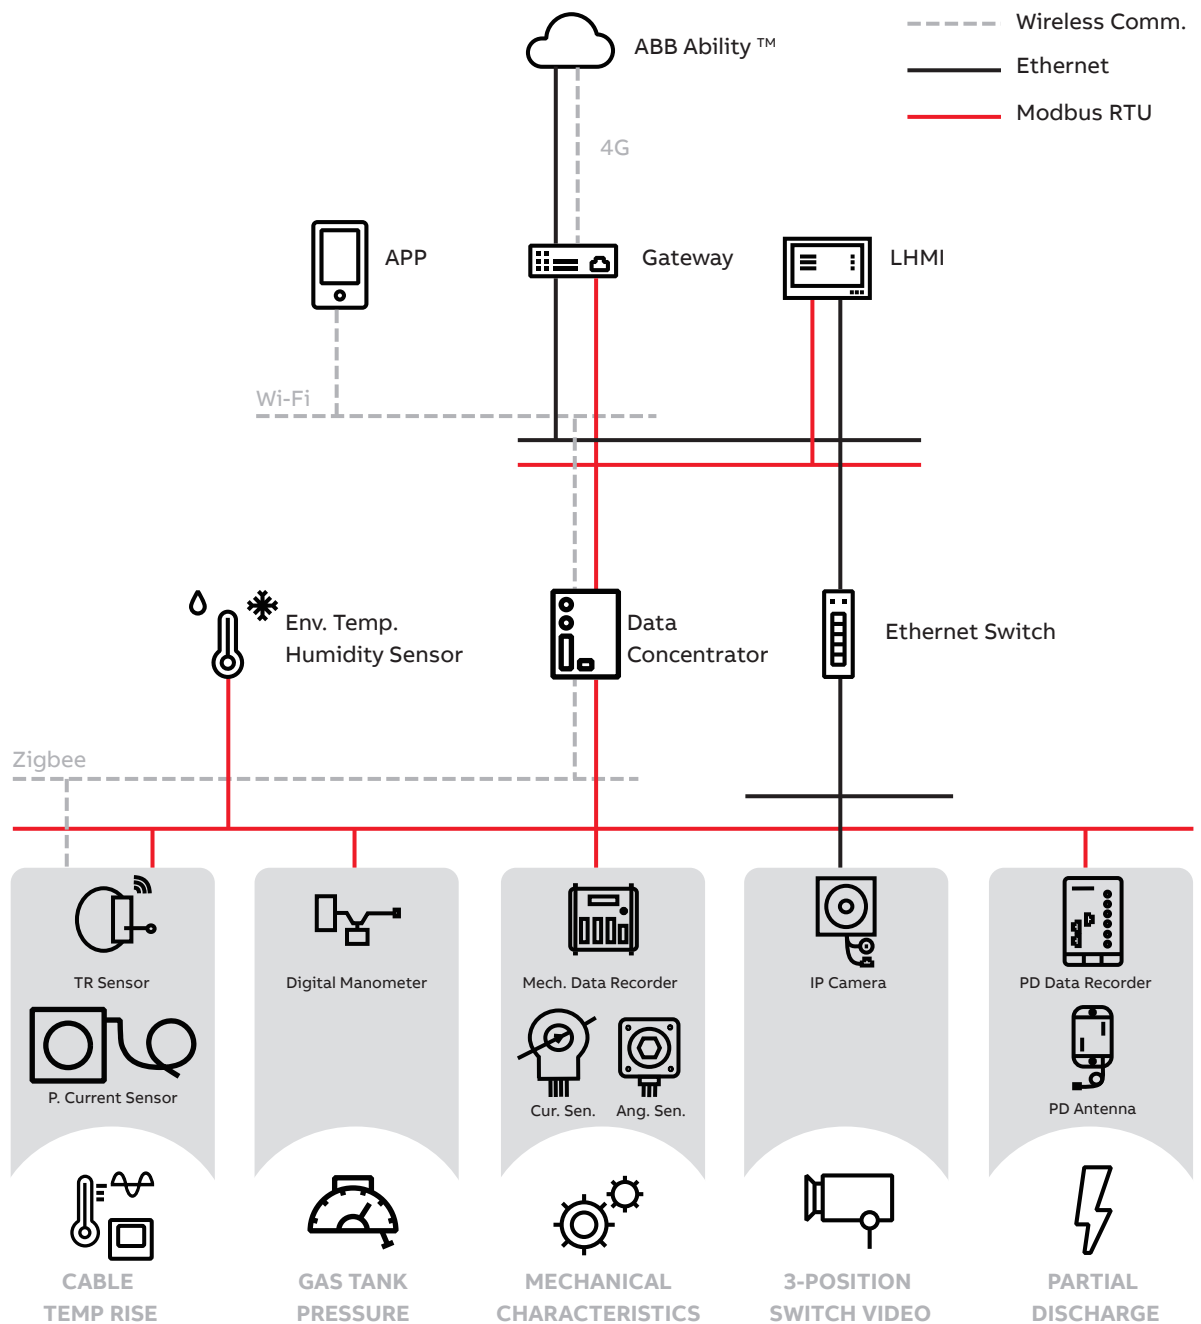 ABB Ability ™
Wireless Comm.
Ethernet
Modbus RTU
4G
APP
Gateway
LHMI
Wi-Fi
Env. Temp.
Humidity Sensor
Data
Concentrator
Ethernet Switch
Zigbee
TR Sensor
Digital Manometer
Mech. Data Recorder
IP Camera
PD Data Recorder
P. Current Sensor
Cur. Sen.
Ang. Sen.
PD Antenna
CABLE
TEMP RISE
GAS TANK
PRESSURE
MECHANICAL
CHARACTERISTICS
3-POSITION
SWITCH VIDEO
PARTIAL
DISCHARGE